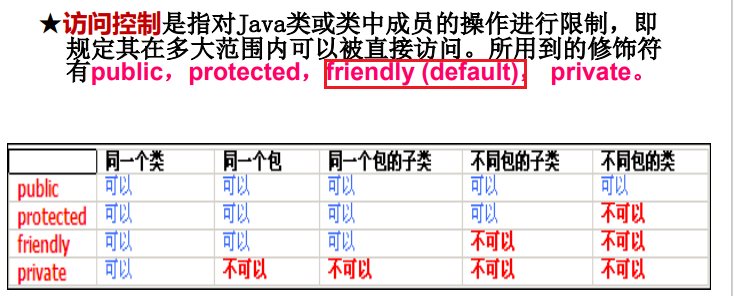 ★访问控制是指对Java类或类中成员的操作进行限制，即
规定其在多大范围内可以被直接访问。所用到的修饰符
有public，protected，friendly (default)， private。
同一个类 同一个包 同一个包的子类 不同包的子类 不同包的类
public 可以 可以 可以 可以 可以
protected 可以 可以 可以 可以 不可以
friendly 可以 可以 可以 不可以 不可以
private 可以 不可以 不可以 不可以 不可以